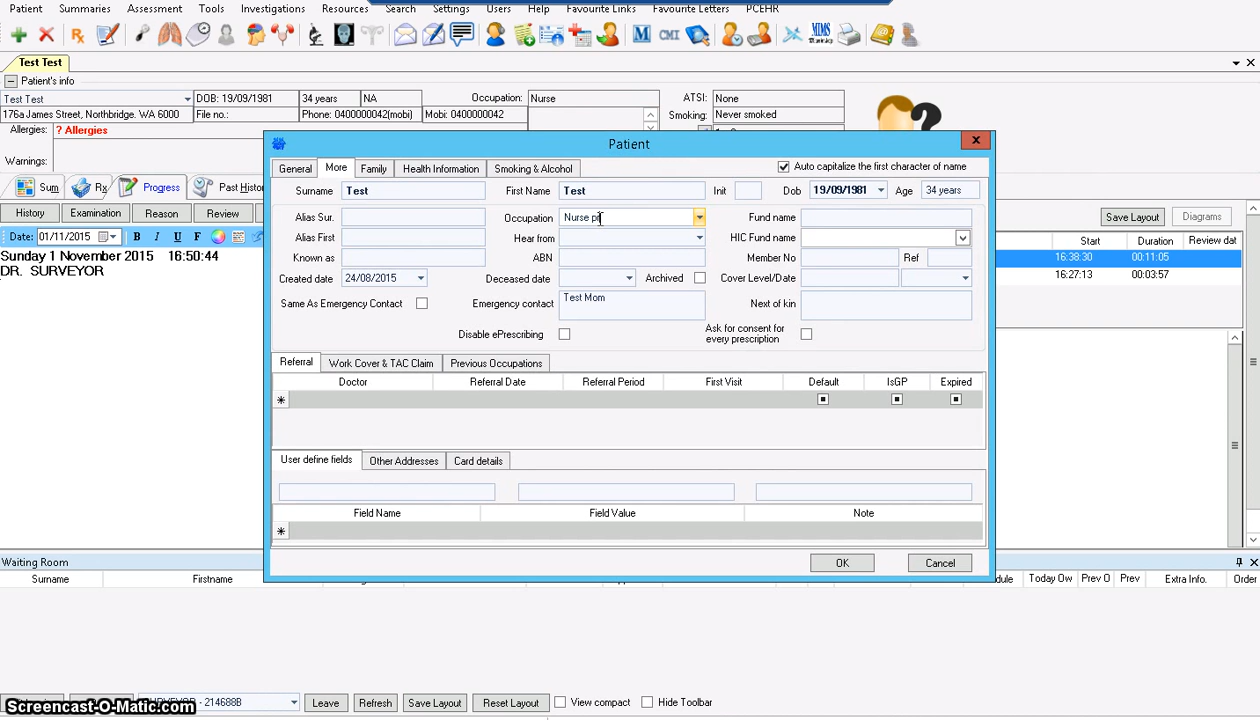 Patient Summaries Assessment Tools Investigations Resources Search Settings Users Help Favourite Links Favourite Letters PCEHR
Rx M CMI MIMS
Test Test
Patient's info
Test Test DOB: 19/09/1981 34 years NA Occupation: Nurse ATSI: None
176a James Street, Northbridge. WA 6000 File no.: Phone: 0400000042(mobi) Mobi: 0400000042 Smoking: Never smoked
Allergies: ? Allergies
Warnings:
Sum Rx Progress Past Histor
History Examination Reason Review Save Layout Diagrams
Date: 01/11/2015 B I
Start Duration Review dat
Sunday 1 November 2015 16:50:44
16:38:30 00:11:05
DR. SURVEYOR
16:27:13 00:03:57
Patient
General More Family Health Information Smoking & Alcohol Auto capitalize the first character of name
Surname Test First Name Test Init Dob 19/09/1981 Age 34 years
Alias Sur. Occupation Nurse pr Fund name
Alias First Hear from HIC Fund name
Known as ABN Member No Ref
Created date 24/08/2015 Deceased date Archived Cover Level/Date
Same As Emergency Contact Emergency contact Test Mom Next of kin
Disable ePrescribing Ask for consent for
every prescription
Referral Work Cover & TAC Claim Previous Occupations
Doctor Referral Date Referral Period First Visit Default IsGP Expired
User define fields Other Addresses Card details
Field Name Field Value Note
OK Cancel
Waiting Room
Surname Firstname dule Today Ow Prev O Prev Extra Info. Order
SURVEYOR - 214688B Leave Refresh Save Layout Reset Layout View compact Hide Toolbar
Screencast-O-Matic.com